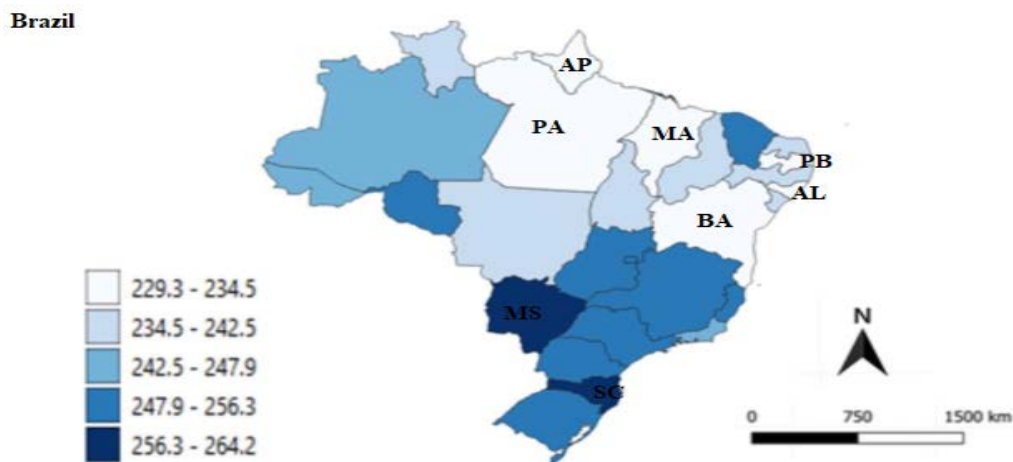 Brazil
AP
PA
MA
PB
AL
BA
229.3 - 234.5
234.5 - 242.5
242.5 - 247.9
247.9 - 256.3
256.3 - 264.2
MS
SG
N
0 750 1500 km